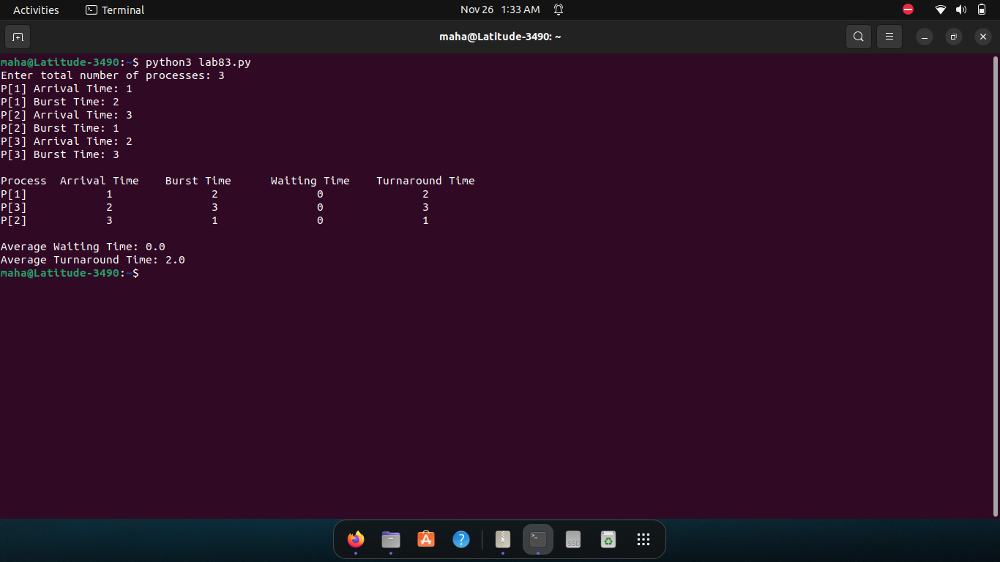 Activities Terminal Nov 26 1:33 AM
maha@Latitude-3490: ~
maha@Latitude-3490:~$ python3 lab83.py
Enter total number of processes: 3
P[1] Arrival Time: 1
P[1] Burst Time: 2
P[2] Arrival Time: 3
P[2] Burst Time: 1
P[3] Arrival Time: 2
P[3] Burst Time: 3
Process  Arrival Time    Burst Time      Waiting Time    Turnaround Time
P[1]            1               2               0               2
P[3]            2               3               0               3
P[2]            3               1               0               1
Average Waiting Time: 0.0
Average Turnaround Time: 2.0
maha@Latitude-3490:~$
SSD